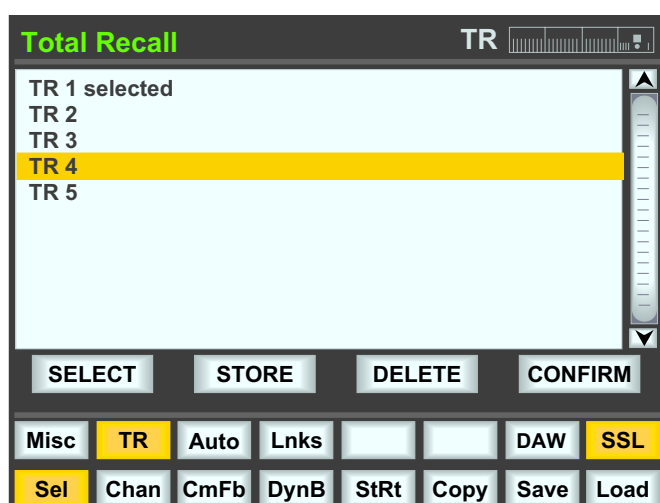 Total Recall TR
TR 1 selected
TR 2
TR 3
TR 4
TR 5
SELECT STORE DELETE CONFIRM
Misc TR Auto Lnks DAW SSL
Sel Chan CmFb DynB StRt Copy Save Load